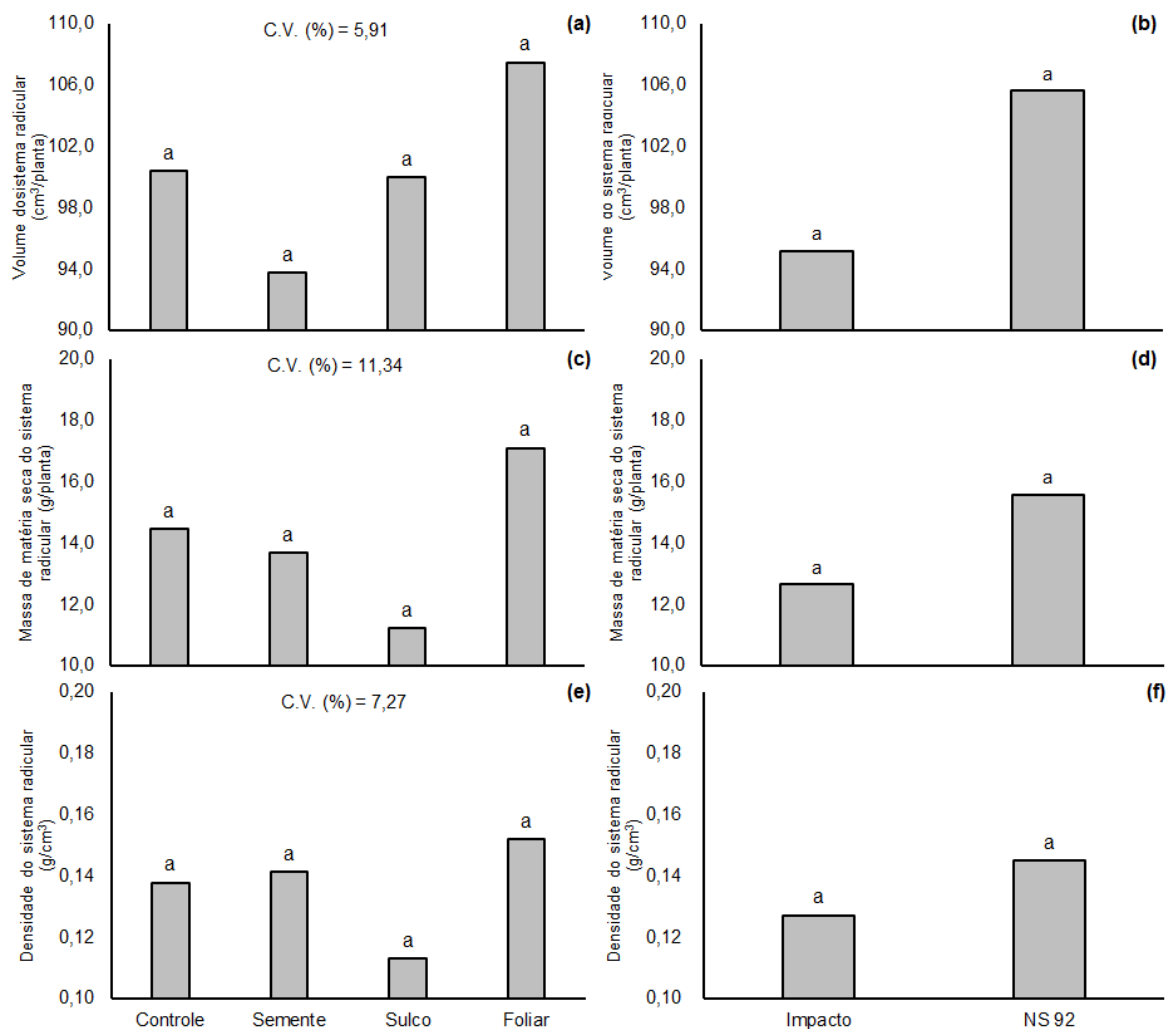 C.V. (%) = 5,91
(a)
Volume dosistema radicular
(cm³/planta)
110,0
106,0
102,0
98,0
94,0
90,0
a
a
a
a
(b)
Volume do sistema radicular
(cm³/planta)
110,0
106,0
102,0
98,0
94,0
90,0
a
a
C.V. (%) = 11,34
(c)
Massa de matéria seca do sistema
radicular (g/planta)
20,0
18,0
16,0
14,0
12,0
10,0
a
a
a
a
(d)
Massa de matéria seca do sistema
radicular (g/planta)
20,0
18,0
16,0
14,0
12,0
10,0
a
a
C.V. (%) = 7,27
(e)
Densidade do sistema radicular
(g/cm³)
0,20
0,18
0,16
0,14
0,12
0,10
a
a
a
a
Controle Semente Sulco Foliar
(f)
Densidade do sistema radicular
(g/cm³)
0,20
0,18
0,16
0,14
0,12
0,10
a
a
Impacto NS 92